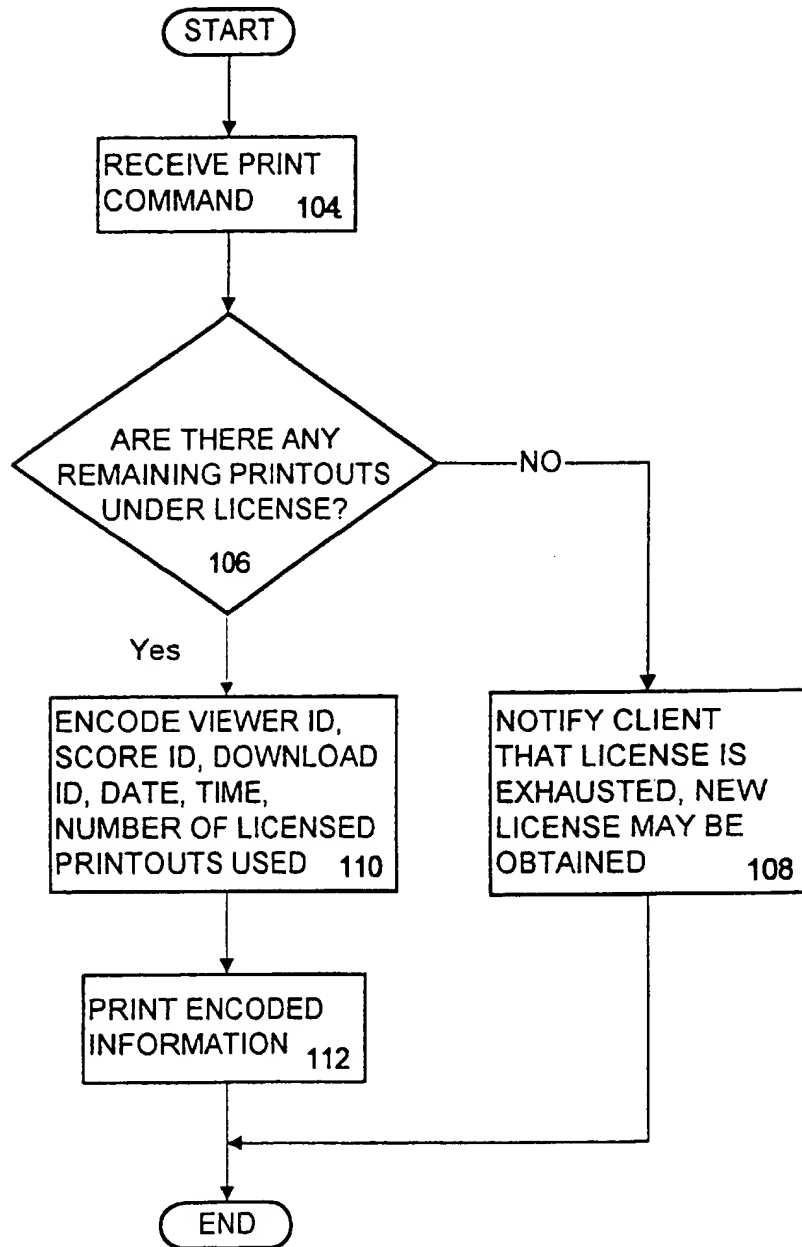 START
RECEIVE PRINT
COMMAND 104
ARE THERE ANY
REMAINING PRINTOUTS
UNDER LICENSE?
106
NO
Yes
ENCODE VIEWER ID,
SCORE ID, DOWNLOAD
ID, DATE, TIME,
NUMBER OF LICENSED
PRINTOUTS USED 110
NOTIFY CLIENT
THAT LICENSE IS
EXHAUSTED, NEW
LICENSE MAY BE
OBTAINED 108
PRINT ENCODED
INFORMATION 112
END